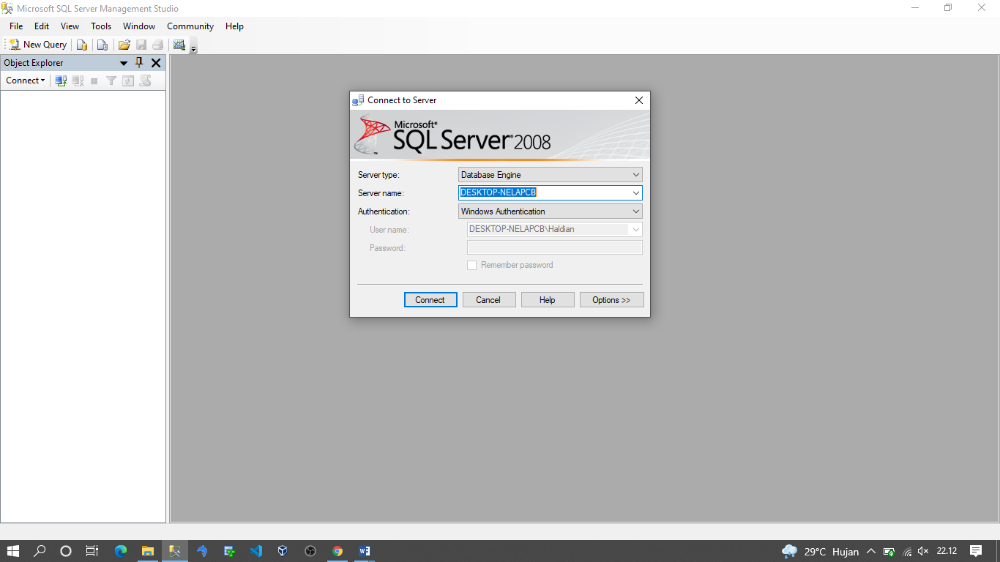 Microsoft SQL Server Management Studio
File Edit View Tools Window Community Help
New Query
Object Explorer
Connect
Connect to Server
Microsoft®
SQL Server® 2008
Server type: Database Engine
Server name: DESKTOP-NELAPCB
Authentication: Windows Authentication
User name: DESKTOP-NELAPCB\Haldian
Password:
Remember password
Connect Cancel Help Options >>
29°C Hujan 22.12